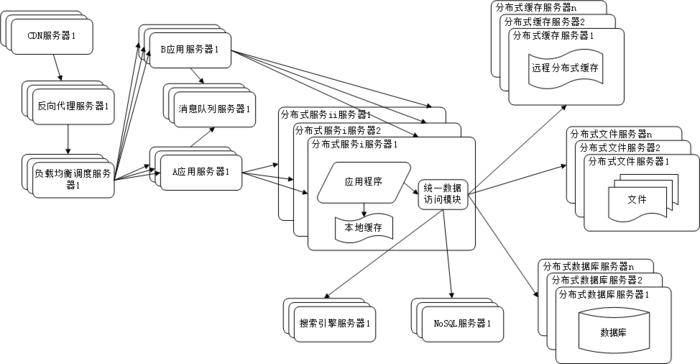 CDN服务器1
反向代理服务器1
负载均衡调度服务器
1
B应用服务器1
消息队列服务器1
A应用服务器1
分布式服务ii服务器1
分布式服务i服务器2
分布式服务i服务器1
应用程序
本地缓存
统一数据
访问模块
搜索引擎服务器1
NoSQL服务器1
分布式缓存服务器n
分布式缓存服务器2
分布式缓存服务器1
远程分布式缓存
分布式文件服务器n
分布式文件服务器2
分布式文件服务器1
文件
分布式数据库服务器n
分布式数据库服务器2
分布式数据库服务器1
数据库